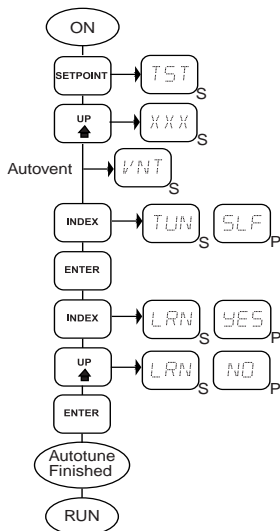 ON
SETPOINT TST
S
UP XXX
S
Autovent VNT
S
INDEX TUN SLF
S P
ENTER
INDEX LRN YES
S P
UP LRN NO
S P
ENTER
Autotune
Finished
RUN